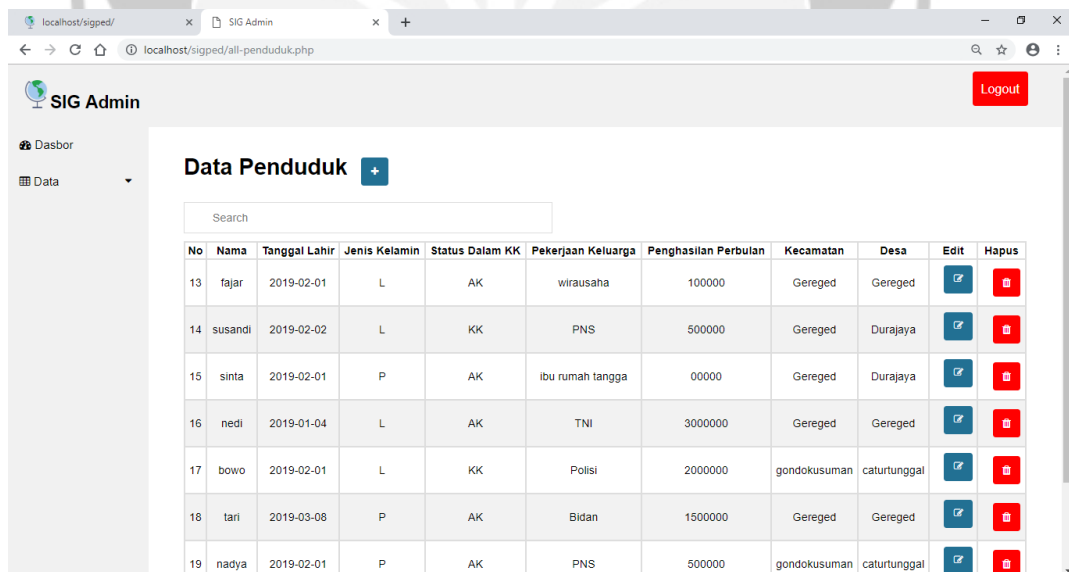 localhost/sigped/
SIG Admin
localhost/sigped/all-penduduk.php
SIG Admin
Logout
Dasbor
Data
Data Penduduk +
Search
No Nama Tanggal Lahir Jenis Kelamin Status Dalam KK Pekerjaan Keluarga Penghasilan Perbulan Kecamatan Desa Edit Hapus
13 fajar 2019-02-01 L AK wirausaha 100000 Gereged Gereged
14 susandi 2019-02-02 L KK PNS 500000 Gereged Durajaya
15 sinta 2019-02-01 P AK ibu rumah tangga 00000 Gereged Durajaya
16 nedi 2019-01-04 L AK TNI 3000000 Gereged Gereged
17 bowo 2019-02-01 L KK Polisi 2000000 gondokusuman caturtunggal
18 tari 2019-03-08 P AK Bidan 1500000 Gereged Gereged
19 nadya 2019-02-01 P AK PNS 500000 gondokusuman caturtunggal